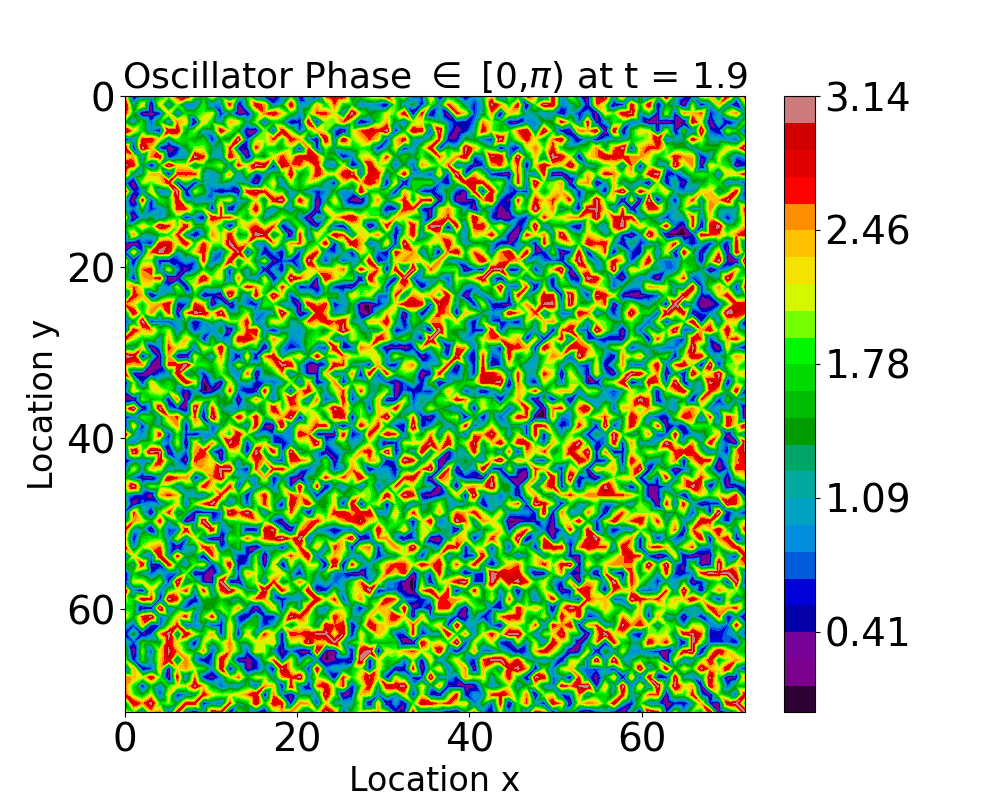 Oscillator Phase ∈ [0,π) at t = 1.9
0
20
40
60
Location y
0 20 40 60
Location x
3.14
2.46
1.78
1.09
0.41